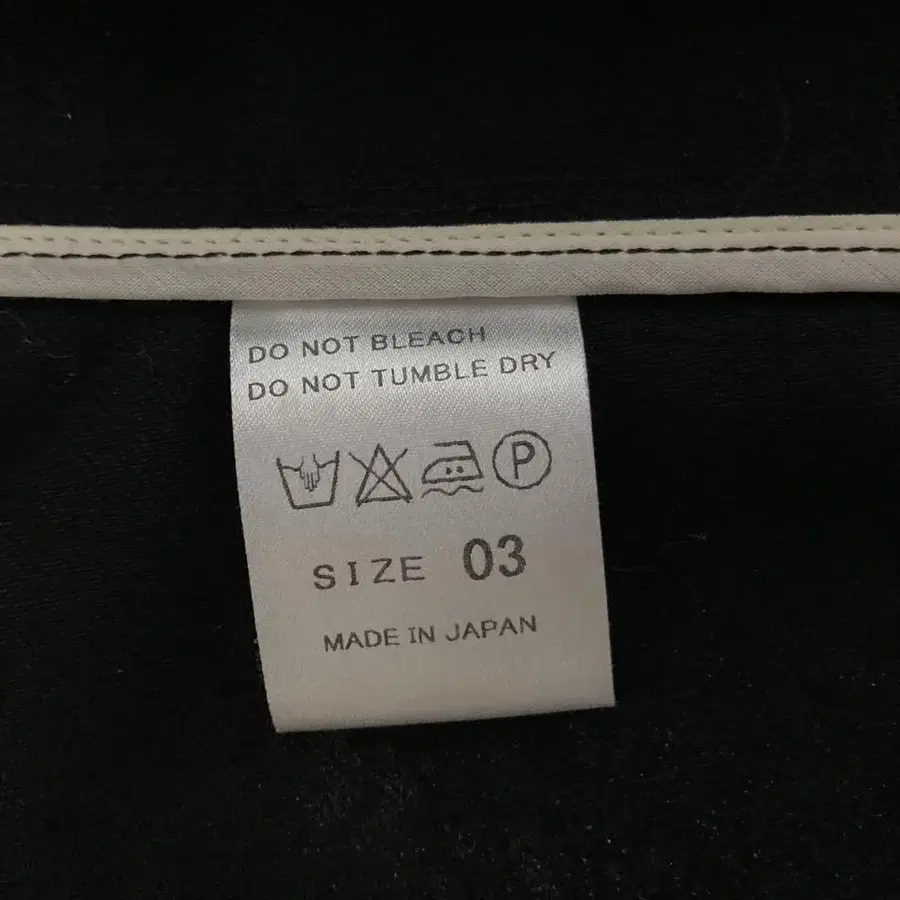 DO NOT BLEACH
DO NOT TUMBLE DRY
P
SIZE 03
MADE IN JAPAN